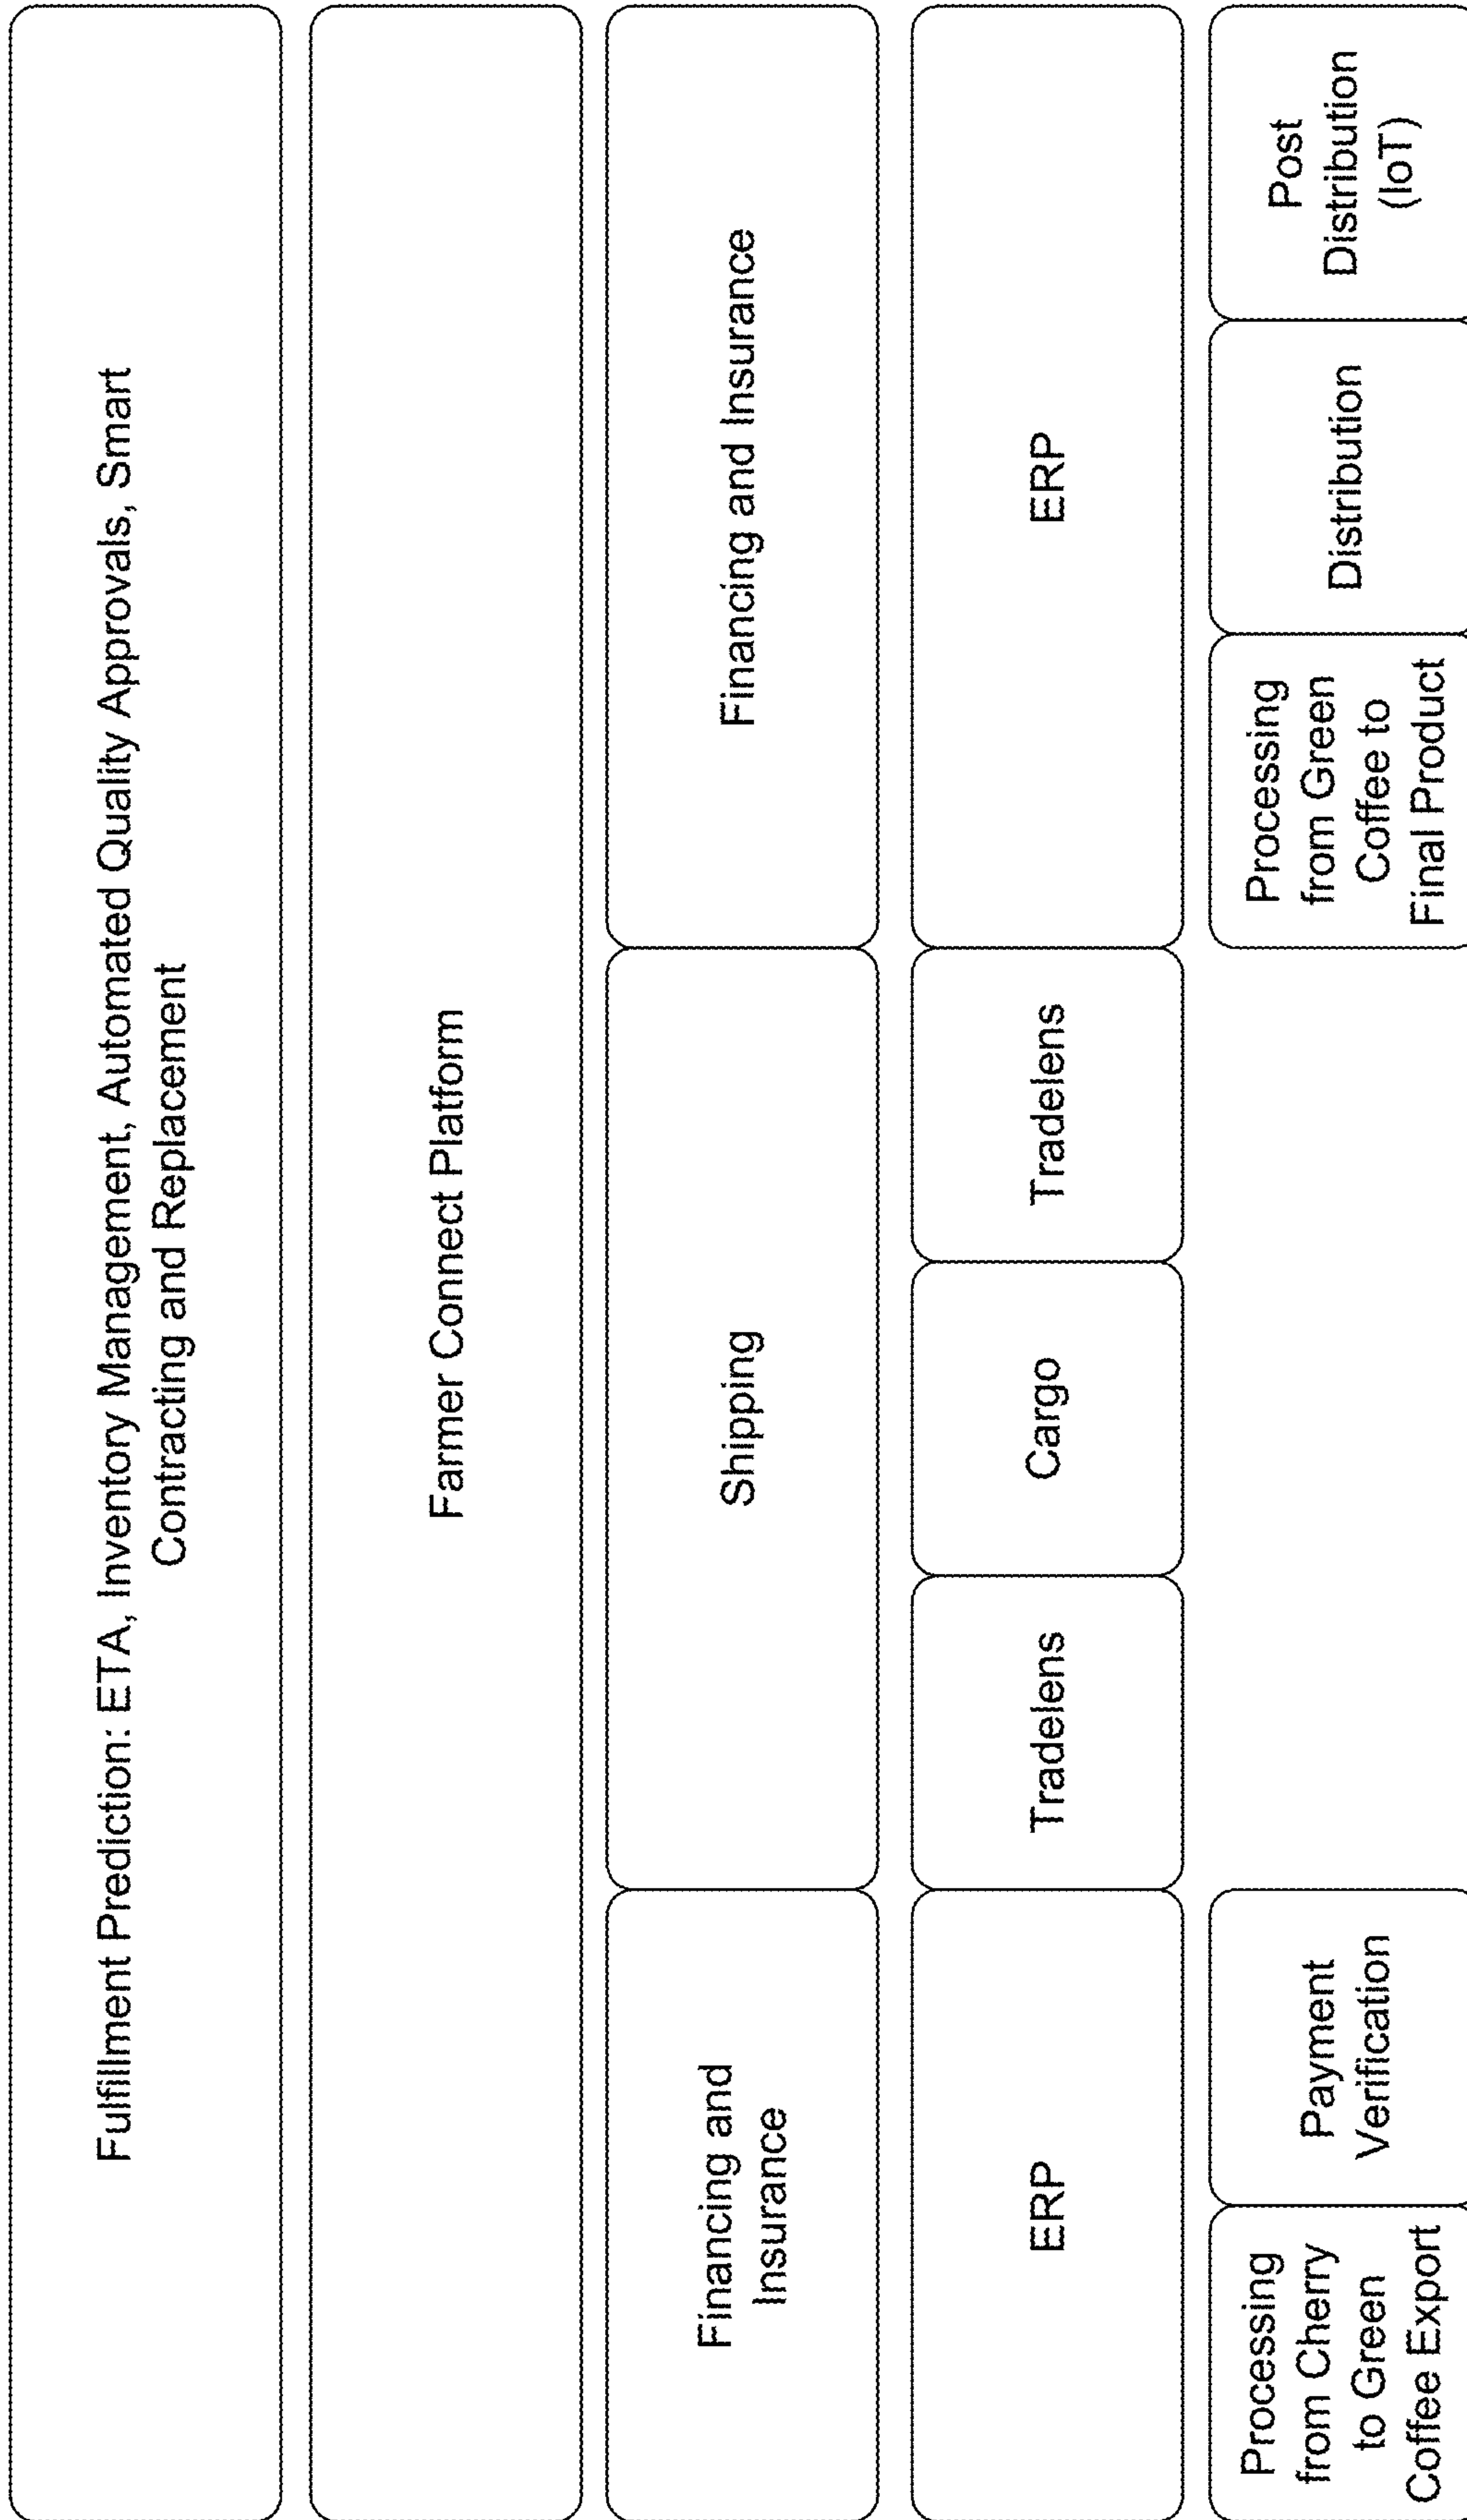 Fulfillment Prediction: ETA, Inventory Management, Automated Quality Approvals, Smart
Contracting and Replacement
Farmer Connect Platform
Financing and
Insurance
Shipping
Financing and Insurance
ERP
Tradelens
Cargo
Tradelens
ERP
Processing
from Cherry
to Green
Coffee Export
Payment
Verification
Processing
from Green
Coffee to
Final Product
Distribution
Post
Distribution
(IoT)